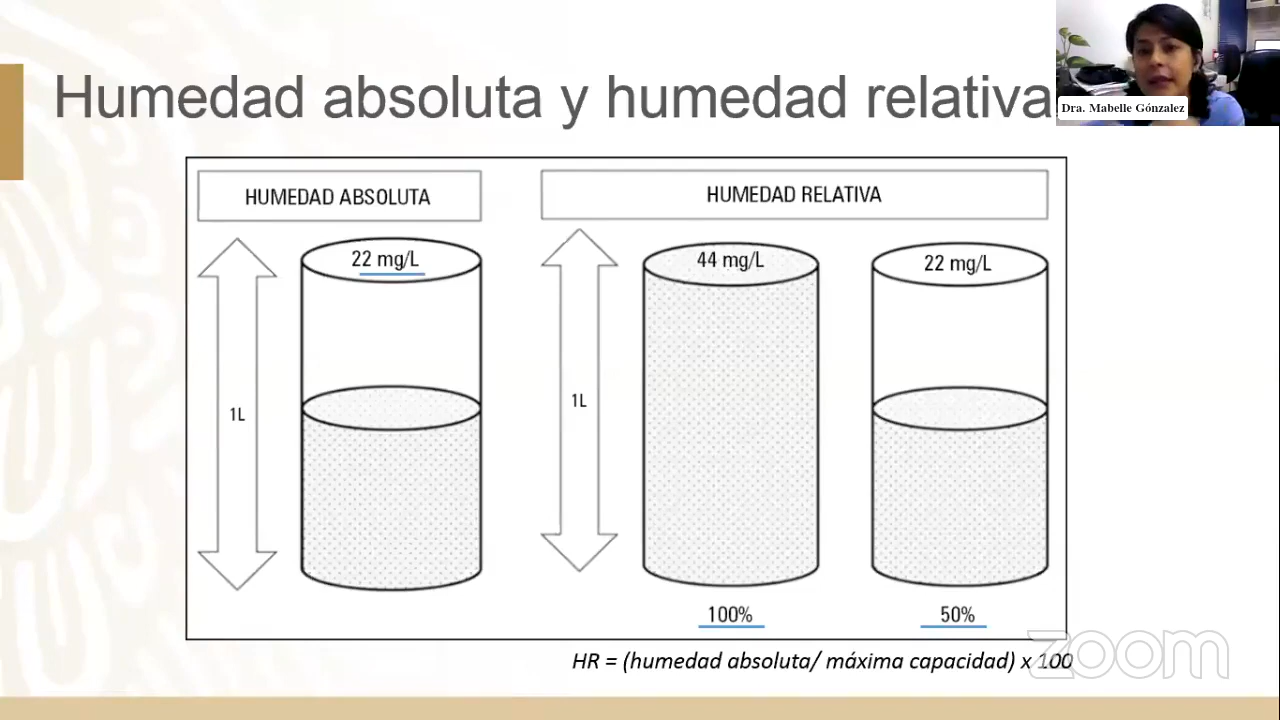 Humedad absoluta y humedad relativa.
Dra. Mabelle Gónzalez
HUMEDAD ABSOLUTA
HUMEDAD RELATIVA
22 mg/L
44 mg/L
22 mg/L
1L
1L
100%
50%
HR = (humedad absoluta/ máxima capacidad) x 100
zoom